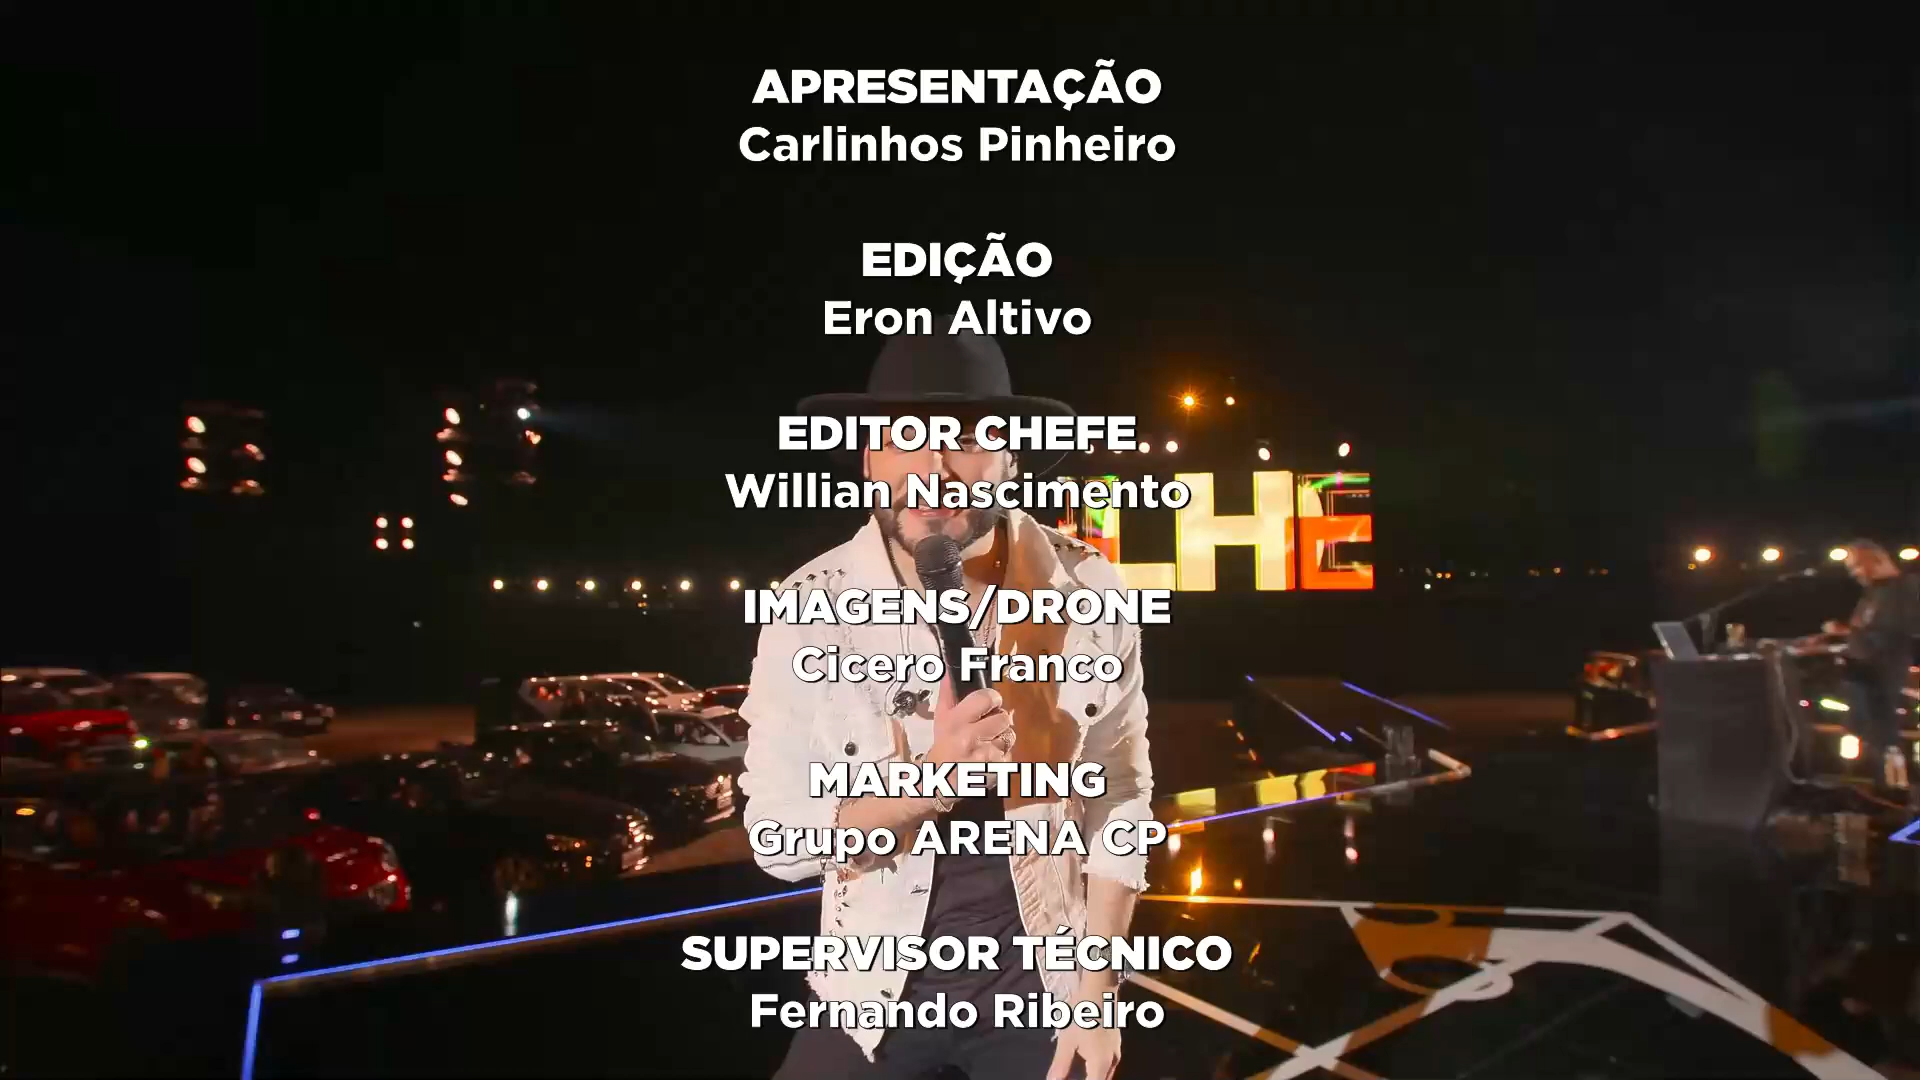 APRESENTAÇÃO
Carlinhos Pinheiro
EDIÇÃO
Eron Altivo
EDITOR CHEFE
Willian Nascimento
LHE
IMAGENS/DRONE
Cicero Franco
MARKETING
Grupo ARENA CP
SUPERVISOR TÉCNICO
Fernando Ribeiro